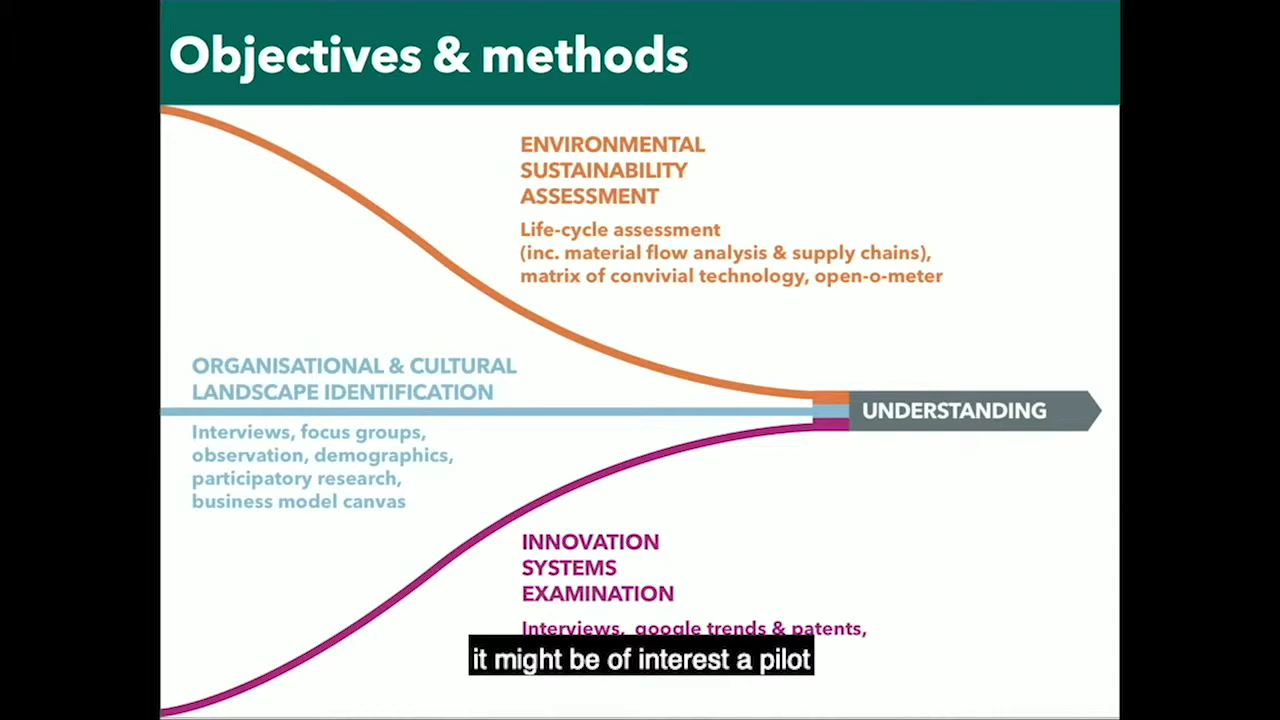 Objectives & methods
ENVIRONMENTAL
SUSTAINABILITY
ASSESSMENT
Life-cycle assessment
(inc. material flow analysis & supply chains),
matrix of convivial technology, open-o-meter
ORGANISATIONAL & CULTURAL
LANDSCAPE IDENTIFICATION
Interviews, focus groups,
observation, demographics,
participatory research,
business model canvas
UNDERSTANDING
INNOVATION
SYSTEMS
EXAMINATION
Interviews, google trends & patents,
it might be of interest a pilot